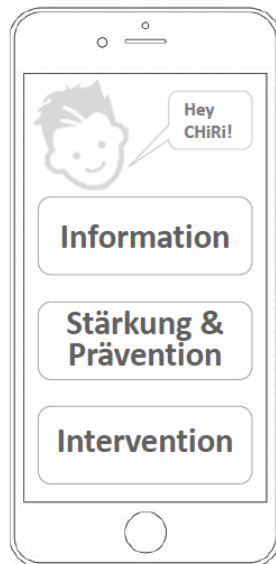 Hey
CHiRi!
Information
Stärkung &
Prävention
Intervention